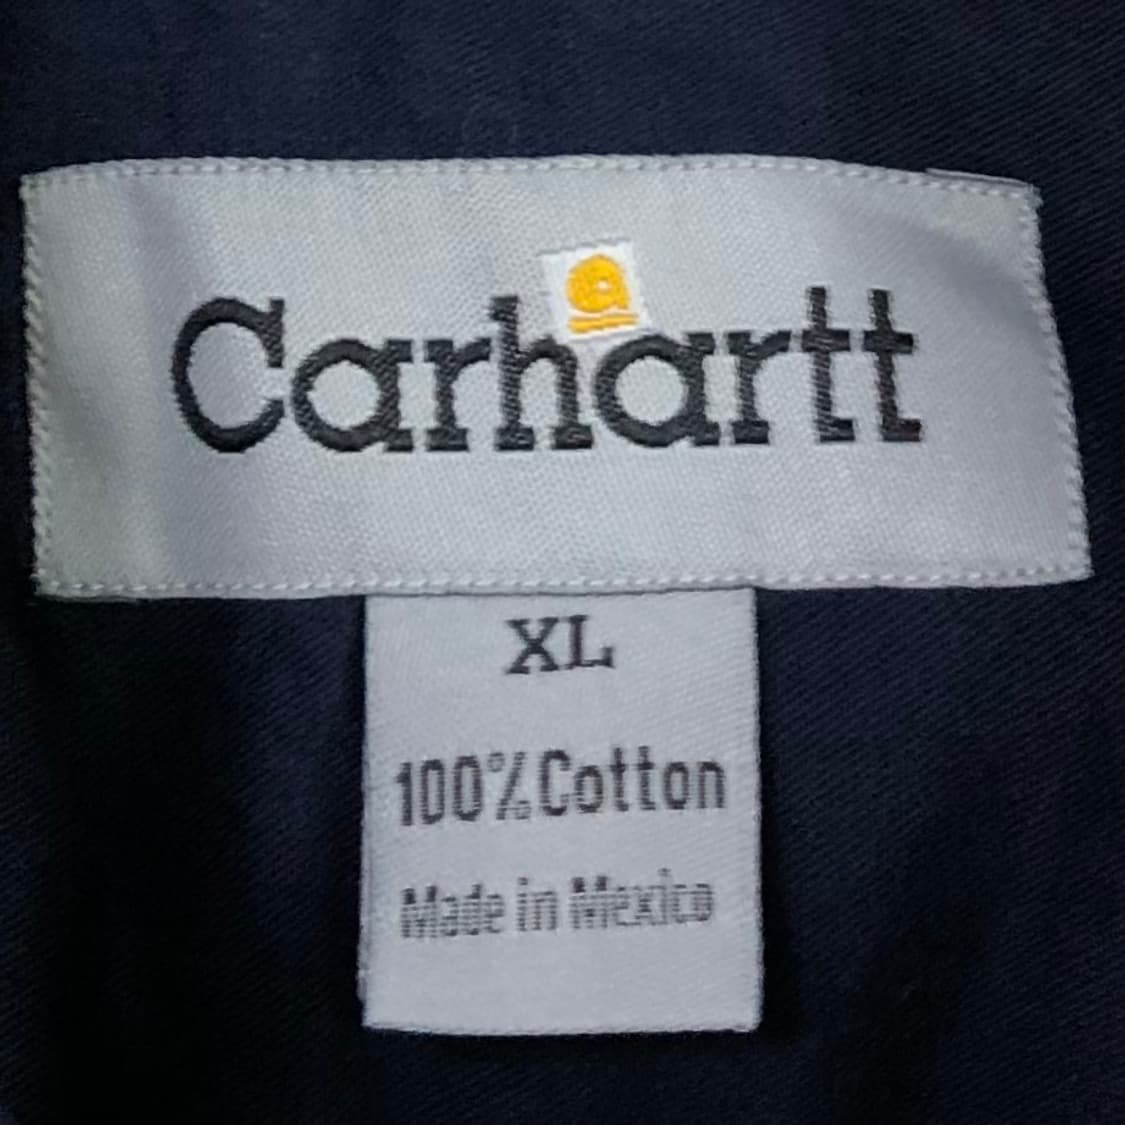 Carhartt
XL
100% Cotton
Made in Mexico